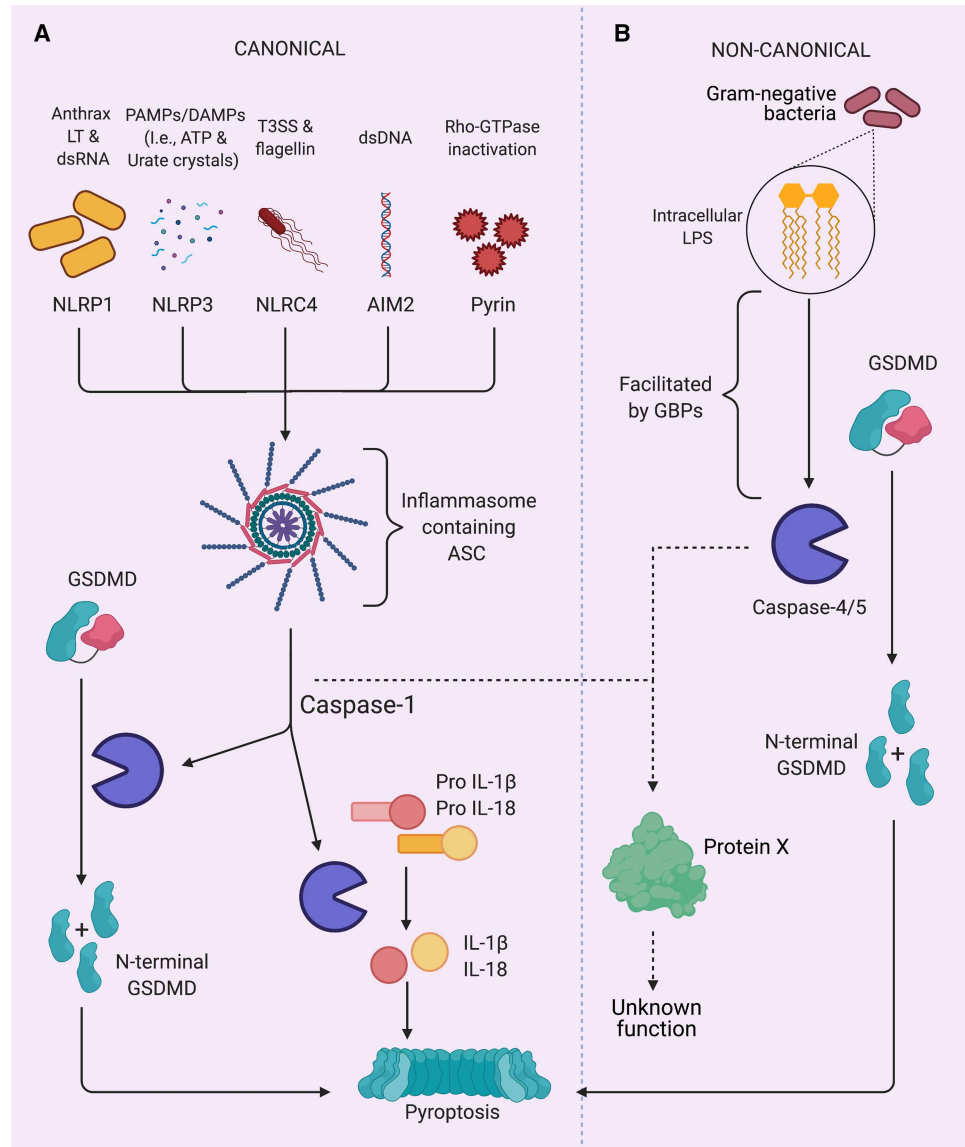 A
CANONICAL
Anthrax
LT &
dsRNA
PAMPs/DAMPs
(I.e., ATP &
Urate crystals)
T3SS &
flagellin
dsDNA
Rho-GTPase
inactivation
NLRP1
NLRP3
NLRC4
AIM2
Pyrin
Inflammasome
containing
ASC
GSDMD
Caspase-1
Pro IL-1β
Pro IL-18
IL-1β
IL-18
N-terminal
GSDMD
Pyroptosis
B
NON-CANONICAL
Gram-negative
bacteria
Intracellular
LPS
Facilitated
by GBPs
GSDMD
Caspase-4/5
N-terminal
GSDMD
+
Protein X
Unknown
function
+